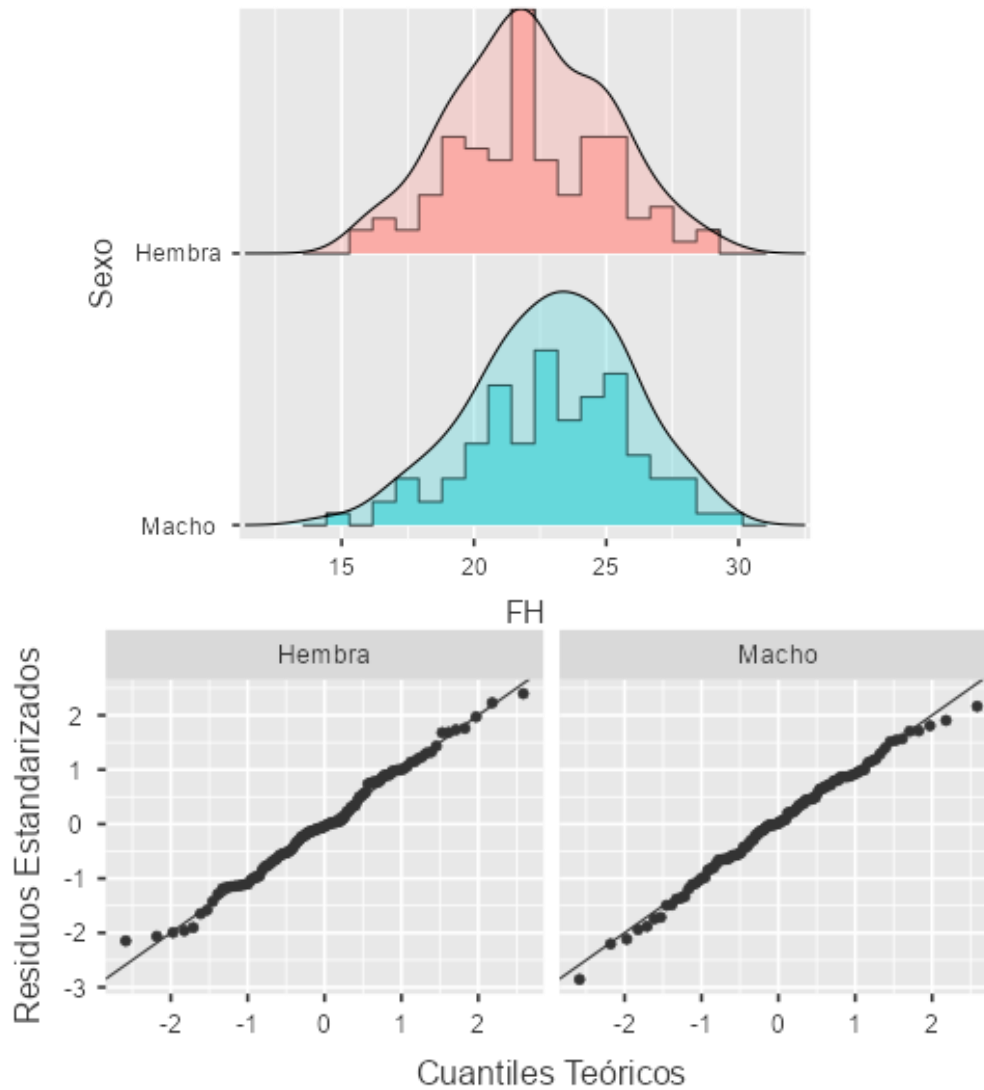 Sexo
Hembra
Macho
15 20 25 30
FH
Hembra Macho
Residuos Estandarizados
2
1
0
-1
-2
-3
-2 -1 0 1 2 -2 -1 0 1 2
Cuantiles Teóricos